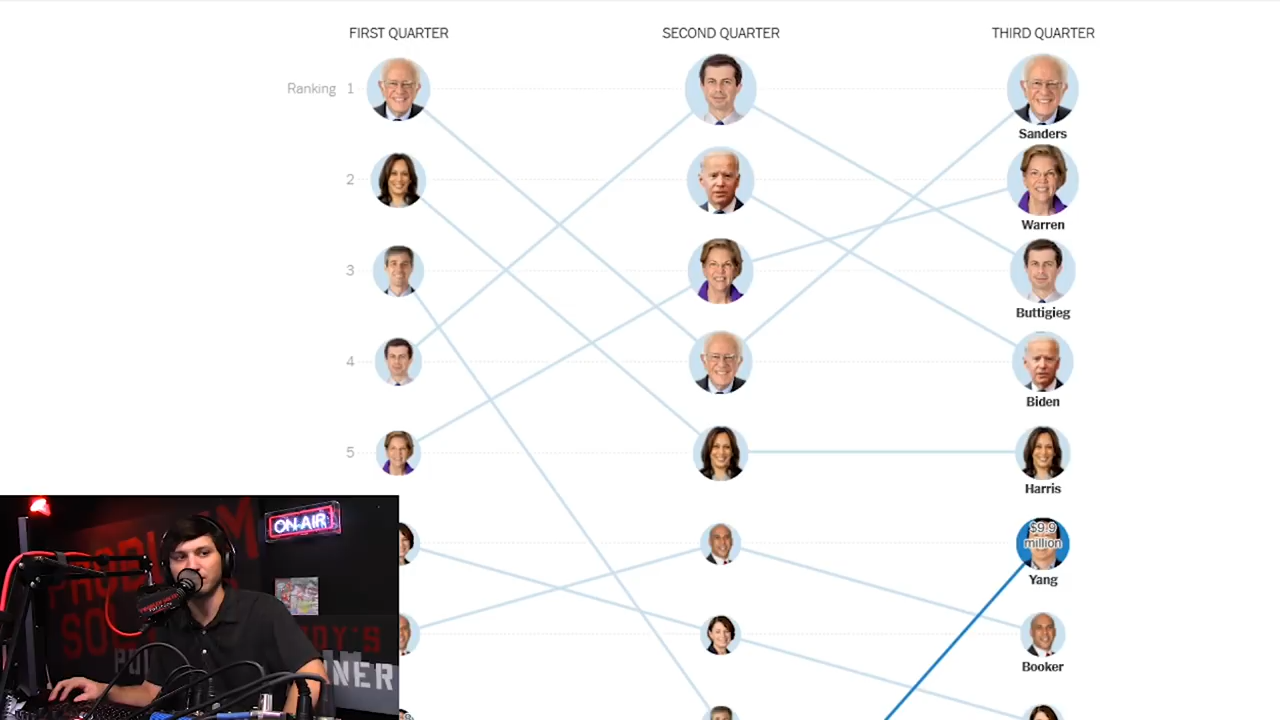 FIRST QUARTER
SECOND QUARTER
THIRD QUARTER
Ranking 1
Sanders
2
Warren
3
Buttigieg
4
Biden
5
Harris
$9.9
million
Yang
Booker
ON-AIR